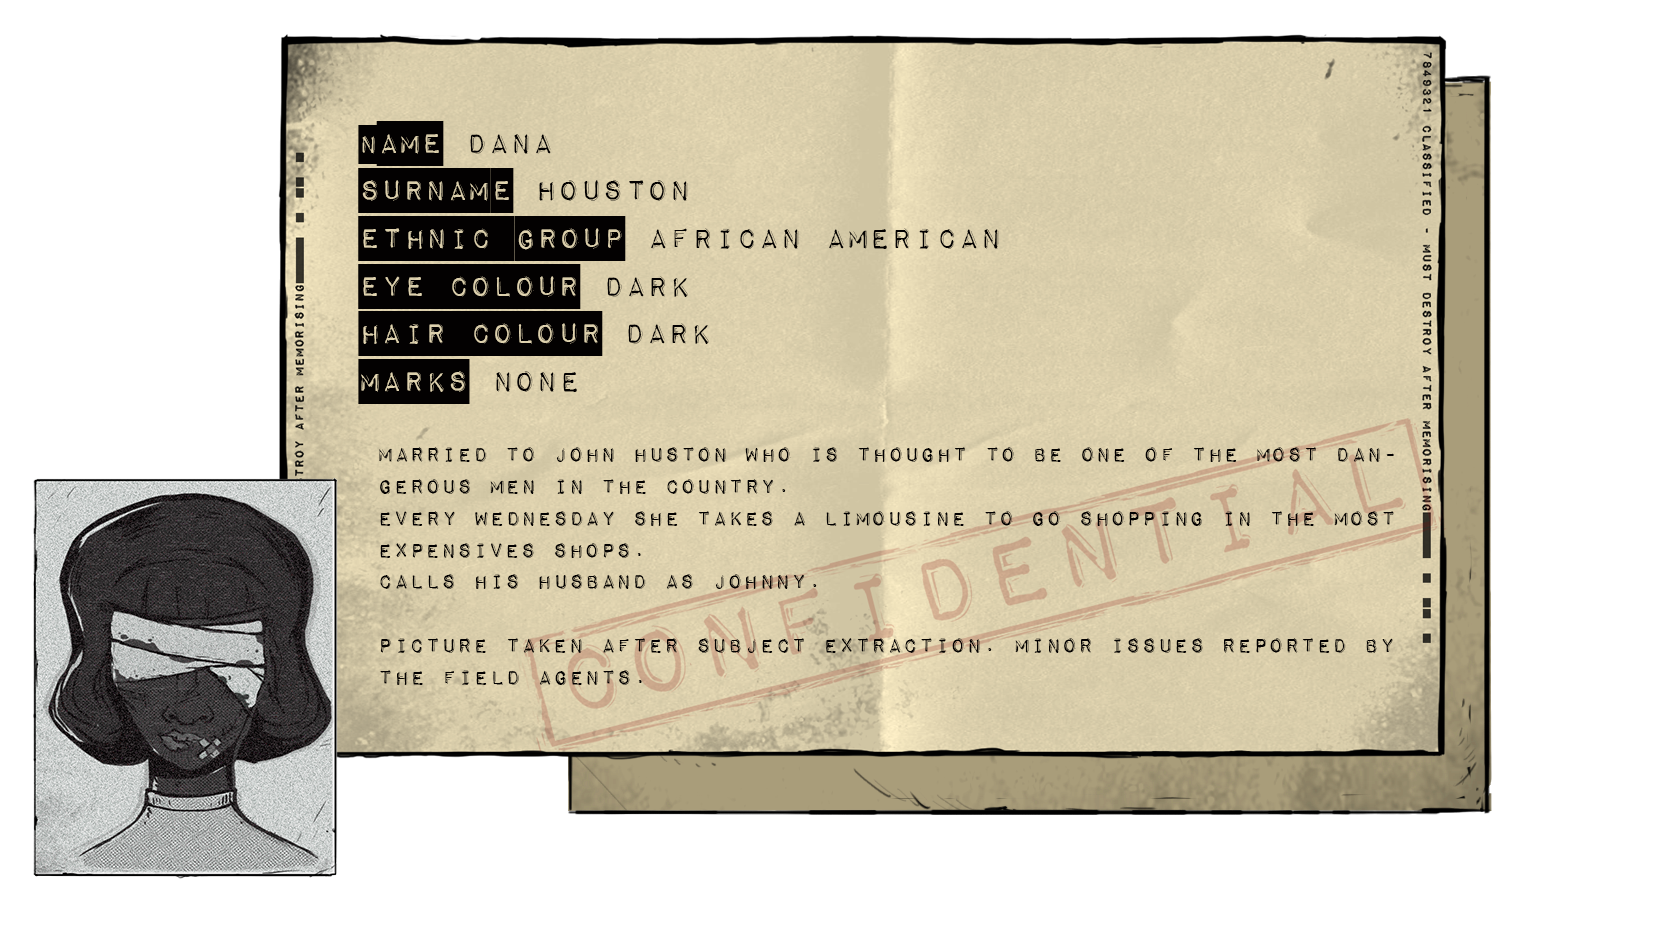 NAME DANA
SURNAME HOUSTON
ETHNIC GROUP AFRICAN AMERICAN
EYE COLOUR DARK
HAIR COLOUR DARK
MARKS NONE
MARRIED TO JOHN HUSTON WHO IS THOUGHT TO BE ONE OF THE MOST DAN-
GEROUS MEN IN THE COUNTRY.
EVERY WEDNESDAY SHE TAKES A LIMOUSINE TO GO SHOPPING IN THE MOST
EXPENSIVES SHOPS.
CALLS HIS HUSBAND AS JOHNNY.
PICTURE TAKEN AFTER SUBJECT EXTRACTION. MINOR ISSUES REPORTED BY
THE FIELD AGENTS.
CONFIDENTIAL
TROY AFTER MEMORISING
7849321 CLASSIFIED - MUST DESTROY AFTER MEMORISING